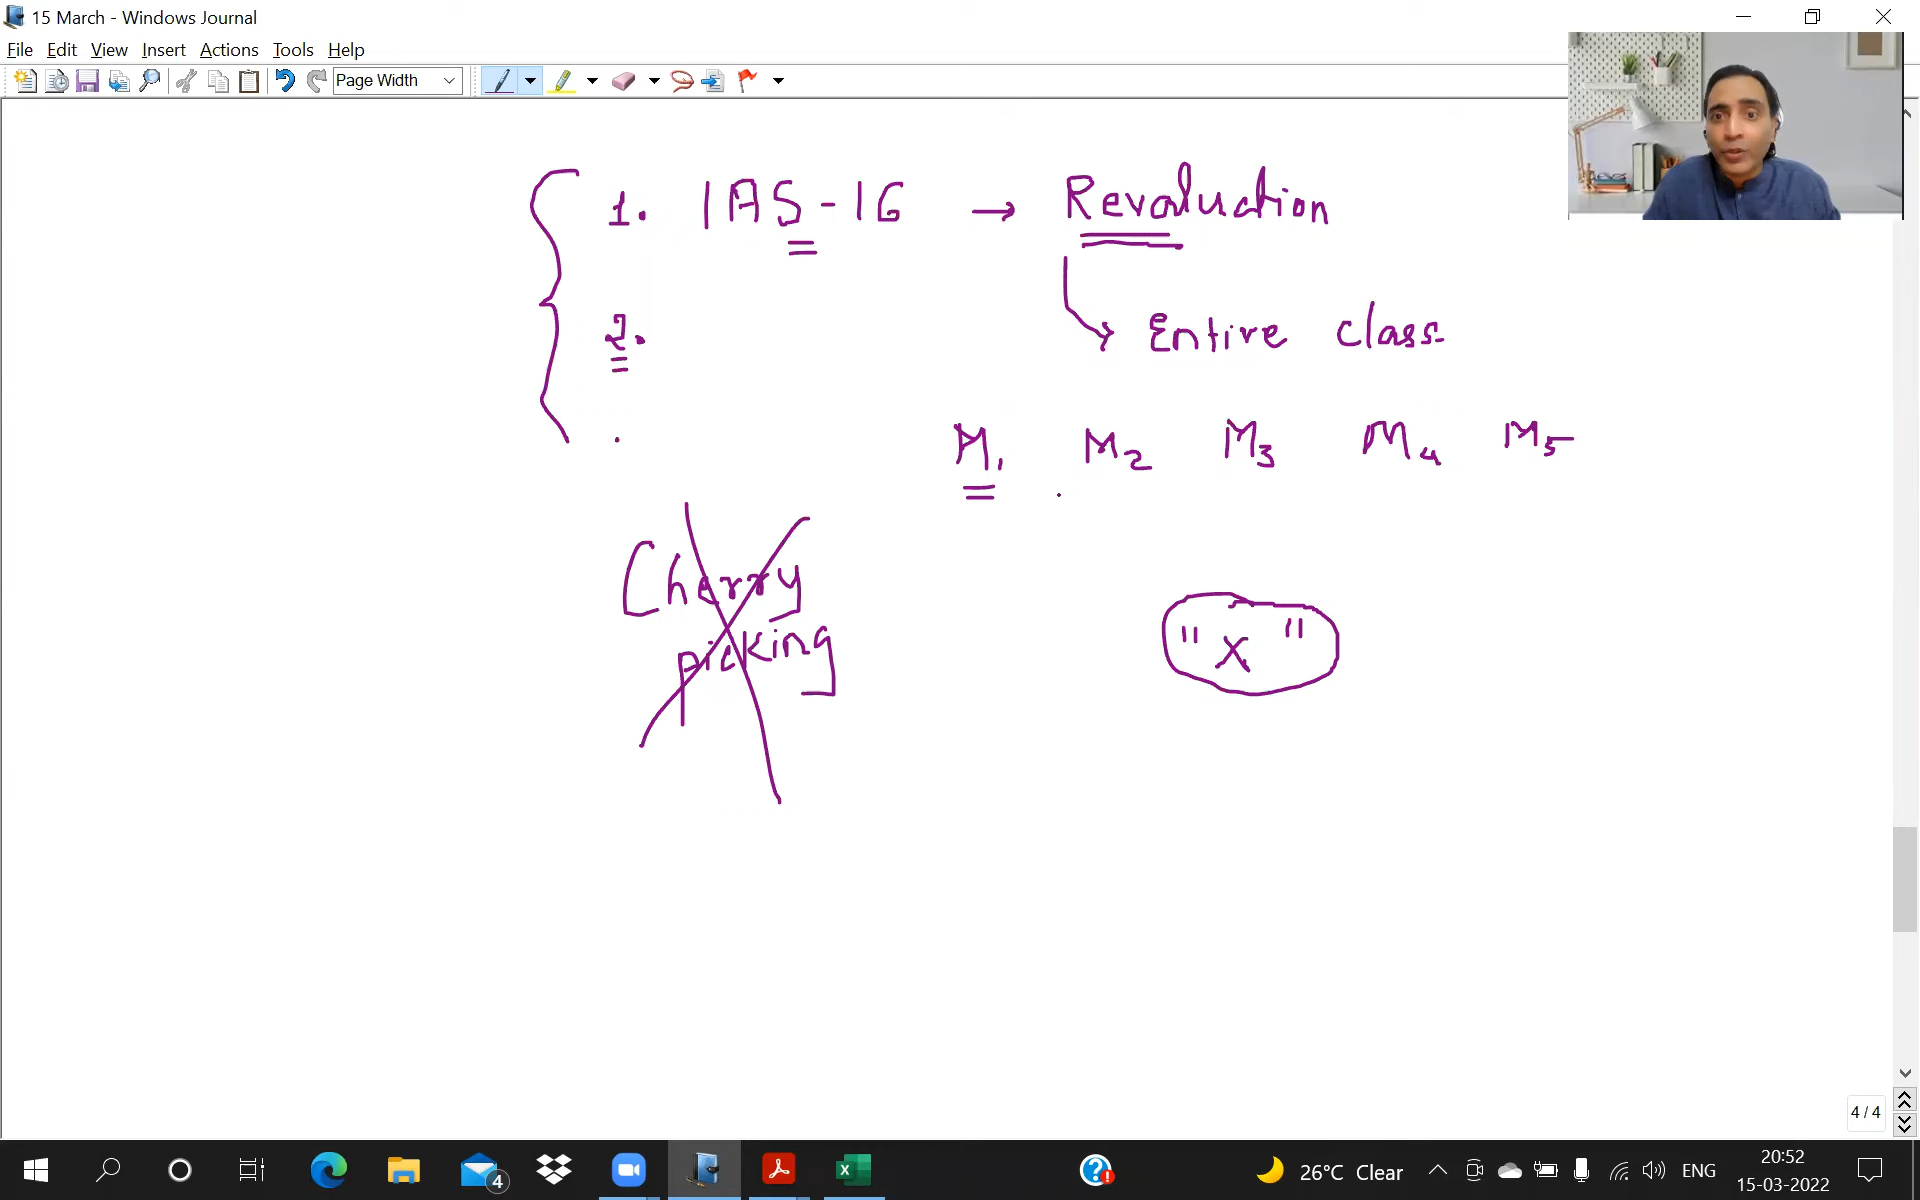 15 March - Windows Journal
File Edit View Insert Actions Tools Help
Page Width
1. IAS-16 → Revaluation
2. Entire class
M1 M2 M3 M4 M5
Cherry
picking
" X "
4 / 4
4
26°C Clear
ENG
20:52
15-03-2022